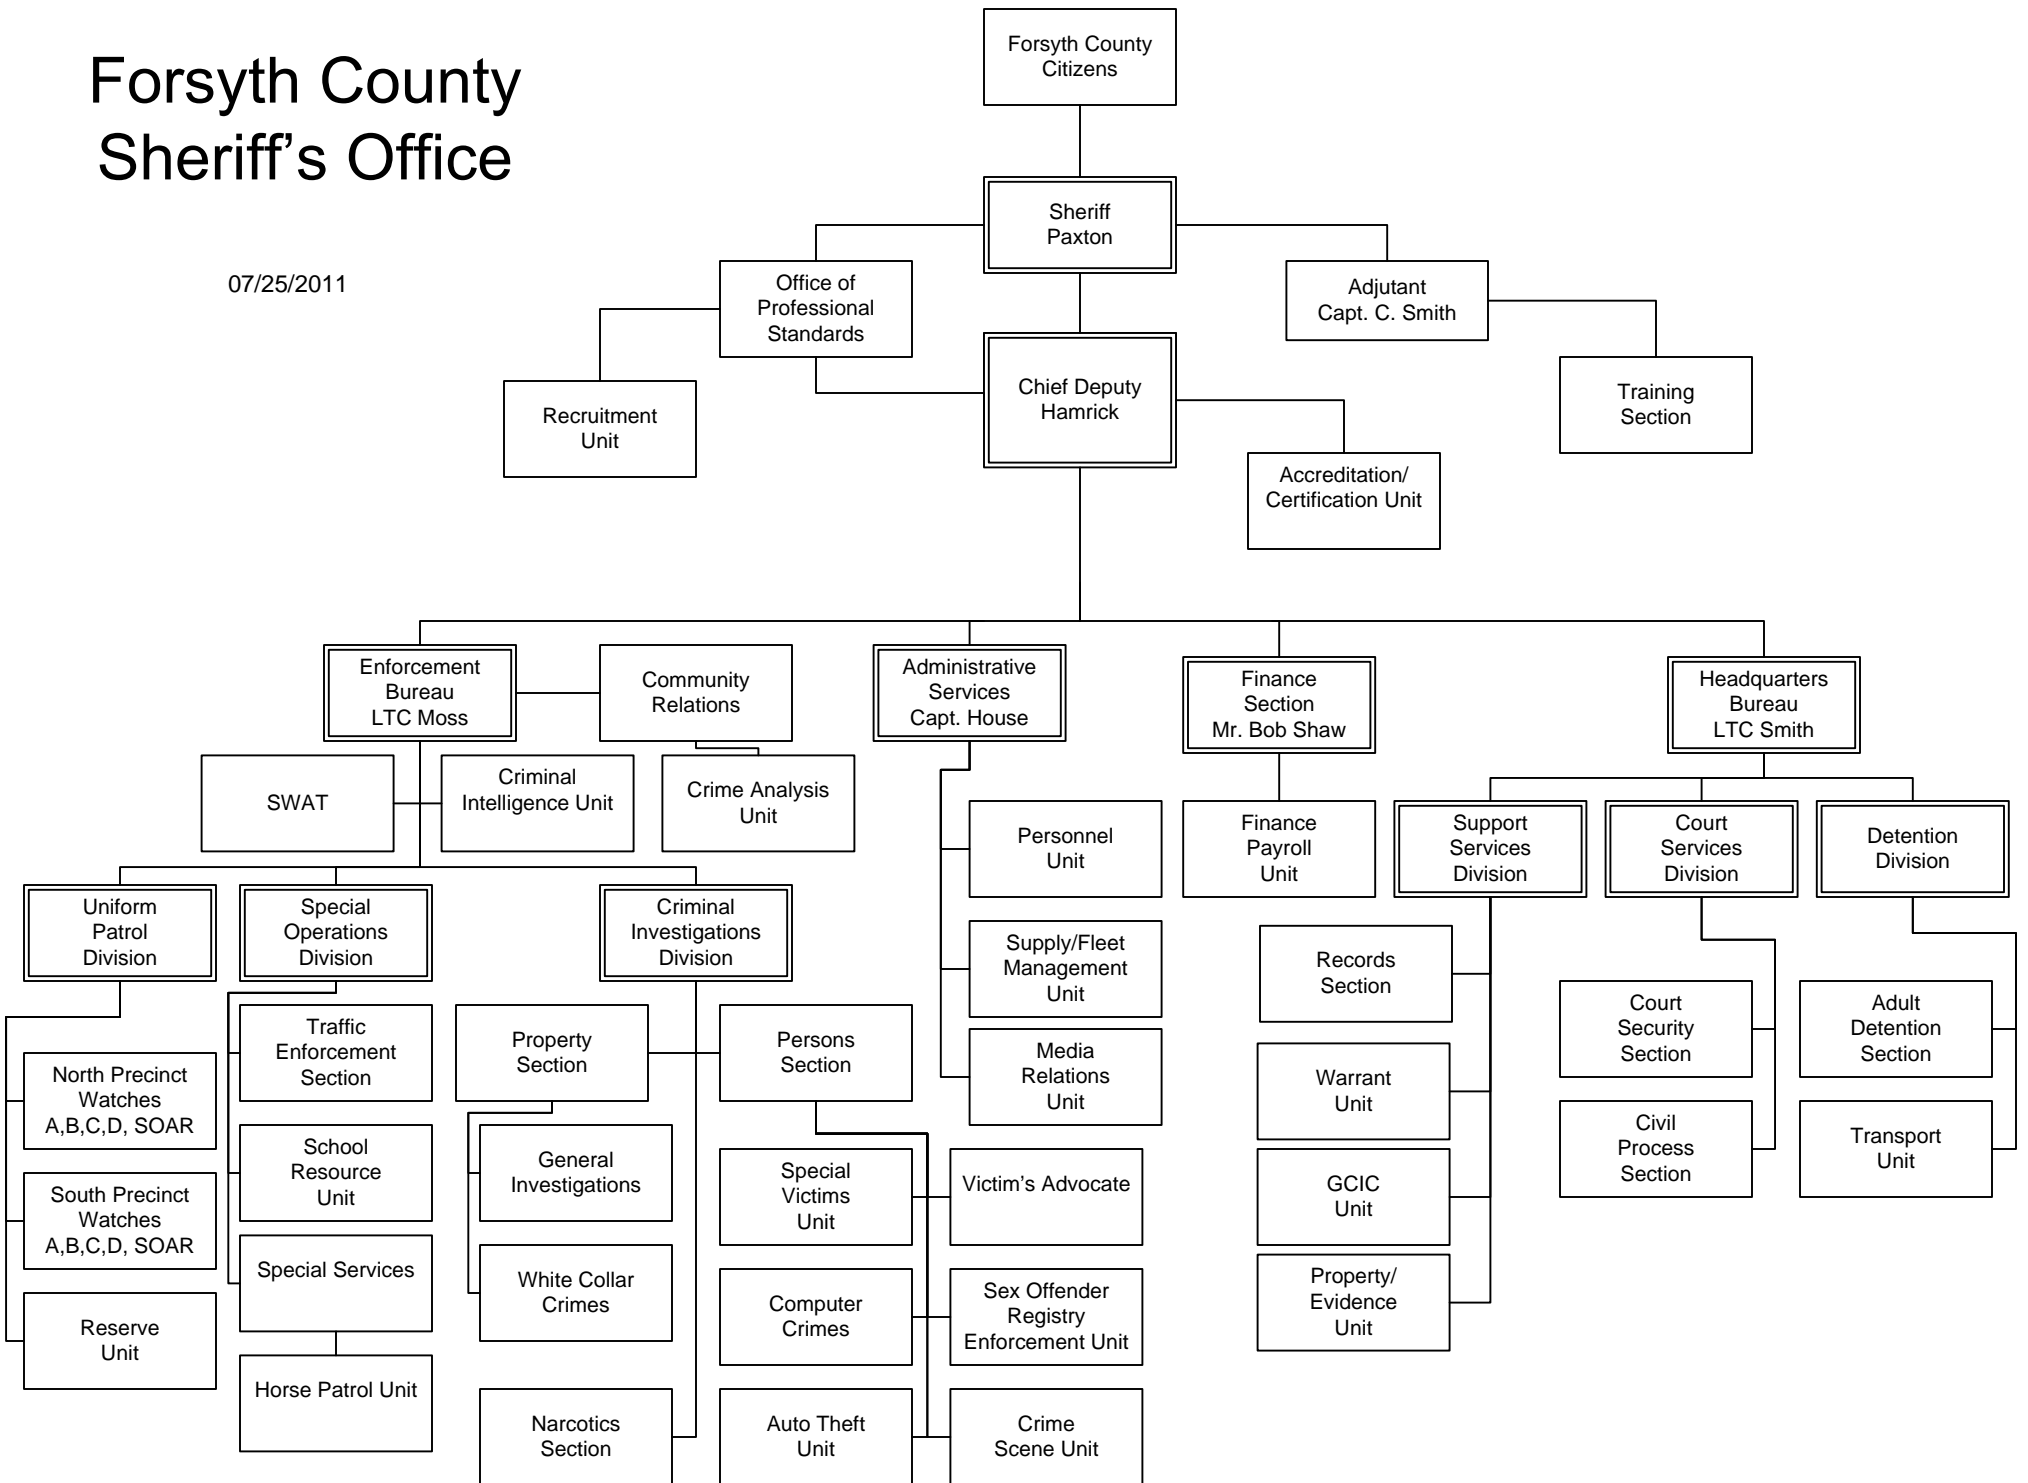 Forsyth County
Sheriff’s Office
07/25/2011
Forsyth County
Citizens
Sheriff
Paxton
Office of
Professional
Standards
Adjutant
Capt. C. Smith
Recruitment
Unit
Chief Deputy
Hamrick
Training
Section
Accreditation/
Certification Unit
Enforcement
Bureau
LTC Moss
Community
Relations
Administrative
Services
Capt. House
Finance
Section
Mr. Bob Shaw
Headquarters
Bureau
LTC Smith
SWAT
Criminal
Intelligence Unit
Crime Analysis
Unit
Personnel
Unit
Finance
Payroll
Unit
Support
Services
Division
Court
Services
Division
Detention
Division
Uniform
Patrol
Division
Special
Operations
Division
Criminal
Investigations
Division
Supply/Fleet
Management
Unit
Records
Section
Court
Security
Section
Adult
Detention
Section
Traffic
Enforcement
Section
Property
Section
Persons
Section
Media
Relations
Unit
Warrant
Unit
North Precinct
Watches
A,B,C,D, SOAR
School
Resource
Unit
General
Investigations
Special
Victims
Unit
Victim’s Advocate
GCIC
Unit
Civil
Process
Section
Transport
Unit
South Precinct
Watches
A,B,C,D, SOAR
Special Services
White Collar
Crimes
Computer
Crimes
Sex Offender
Registry
Enforcement Unit
Property/
Evidence
Unit
Reserve
Unit
Horse Patrol Unit
Narcotics
Section
Auto Theft
Unit
Crime
Scene Unit